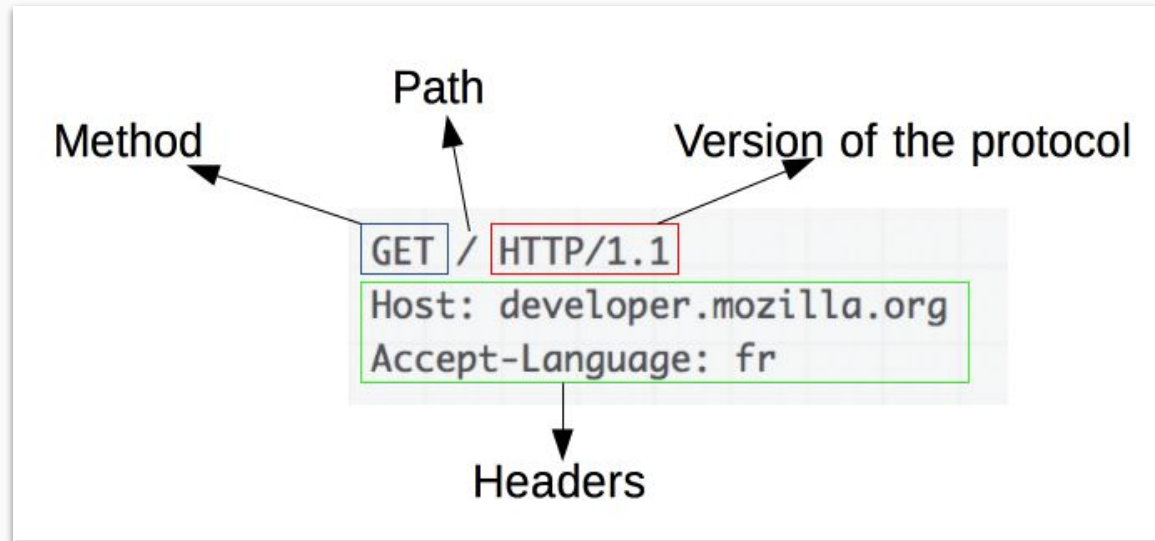 Path
Method
Version of the protocol
GET / HTTP/1.1
Host: developer.mozilla.org
Accept-Language: fr
Headers